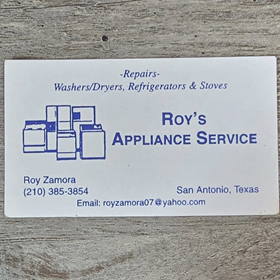 -Repairs-
Washers/Dryers, Refrigerators & Stoves
Roy's
Appliance Service
Roy Zamora
(210) 385-3854
San Antonio, Texas
Email: royzamora07@yahoo.com